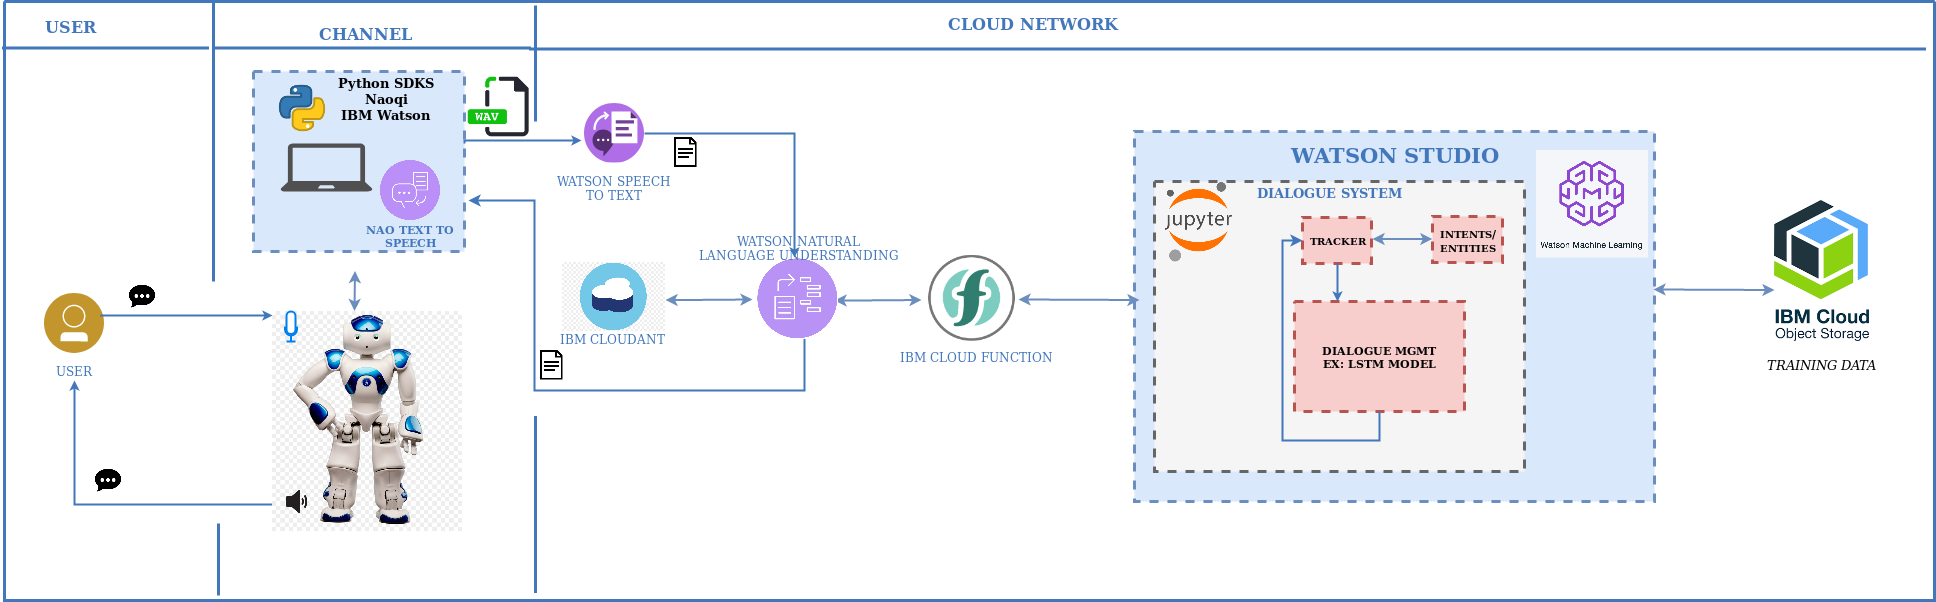 USER
CHANNEL
CLOUD NETWORK
Python SDKS
Naoqi
IBM Watson
NAO TEXT TO
SPEECH
WAV
WATSON SPEECH
TO TEXT
WATSON NATURAL
LANGUAGE UNDERSTANDING
IBM CLOUDANT
IBM CLOUD FUNCTION
USER
WATSON STUDIO
DIALOGUE SYSTEM
jupyter
TRACKER
INTENTS/
ENTITIES
DIALOGUE MGMT
EX: LSTM MODEL
Watson Machine Learning
IBM Cloud
Object Storage
TRAINING DATA